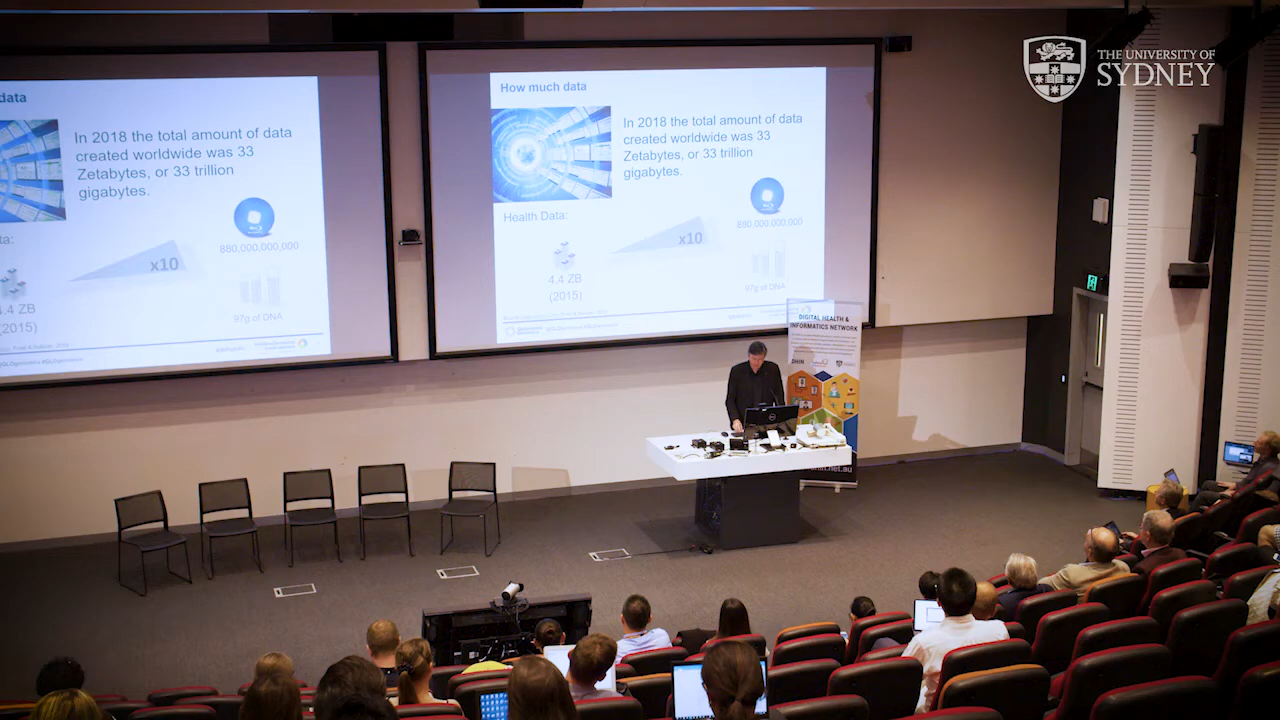 THE UNIVERSITY OF
SYDNEY
data
In 2018 the total amount of data
created worldwide was 33
Zetabytes, or 33 trillion
gigabytes.
ta:
x10
880,000,000,000
4.4 ZB
(2015)
97g of DNA
How much data
In 2018 the total amount of data
created worldwide was 33
Zetabytes, or 33 trillion
gigabytes.
Health Data:
x10
880,000,000,000
4.4 ZB
(2015)
97g of DNA
DIGITAL HEALTH &
INFORMATICS NETWORK
DHIN